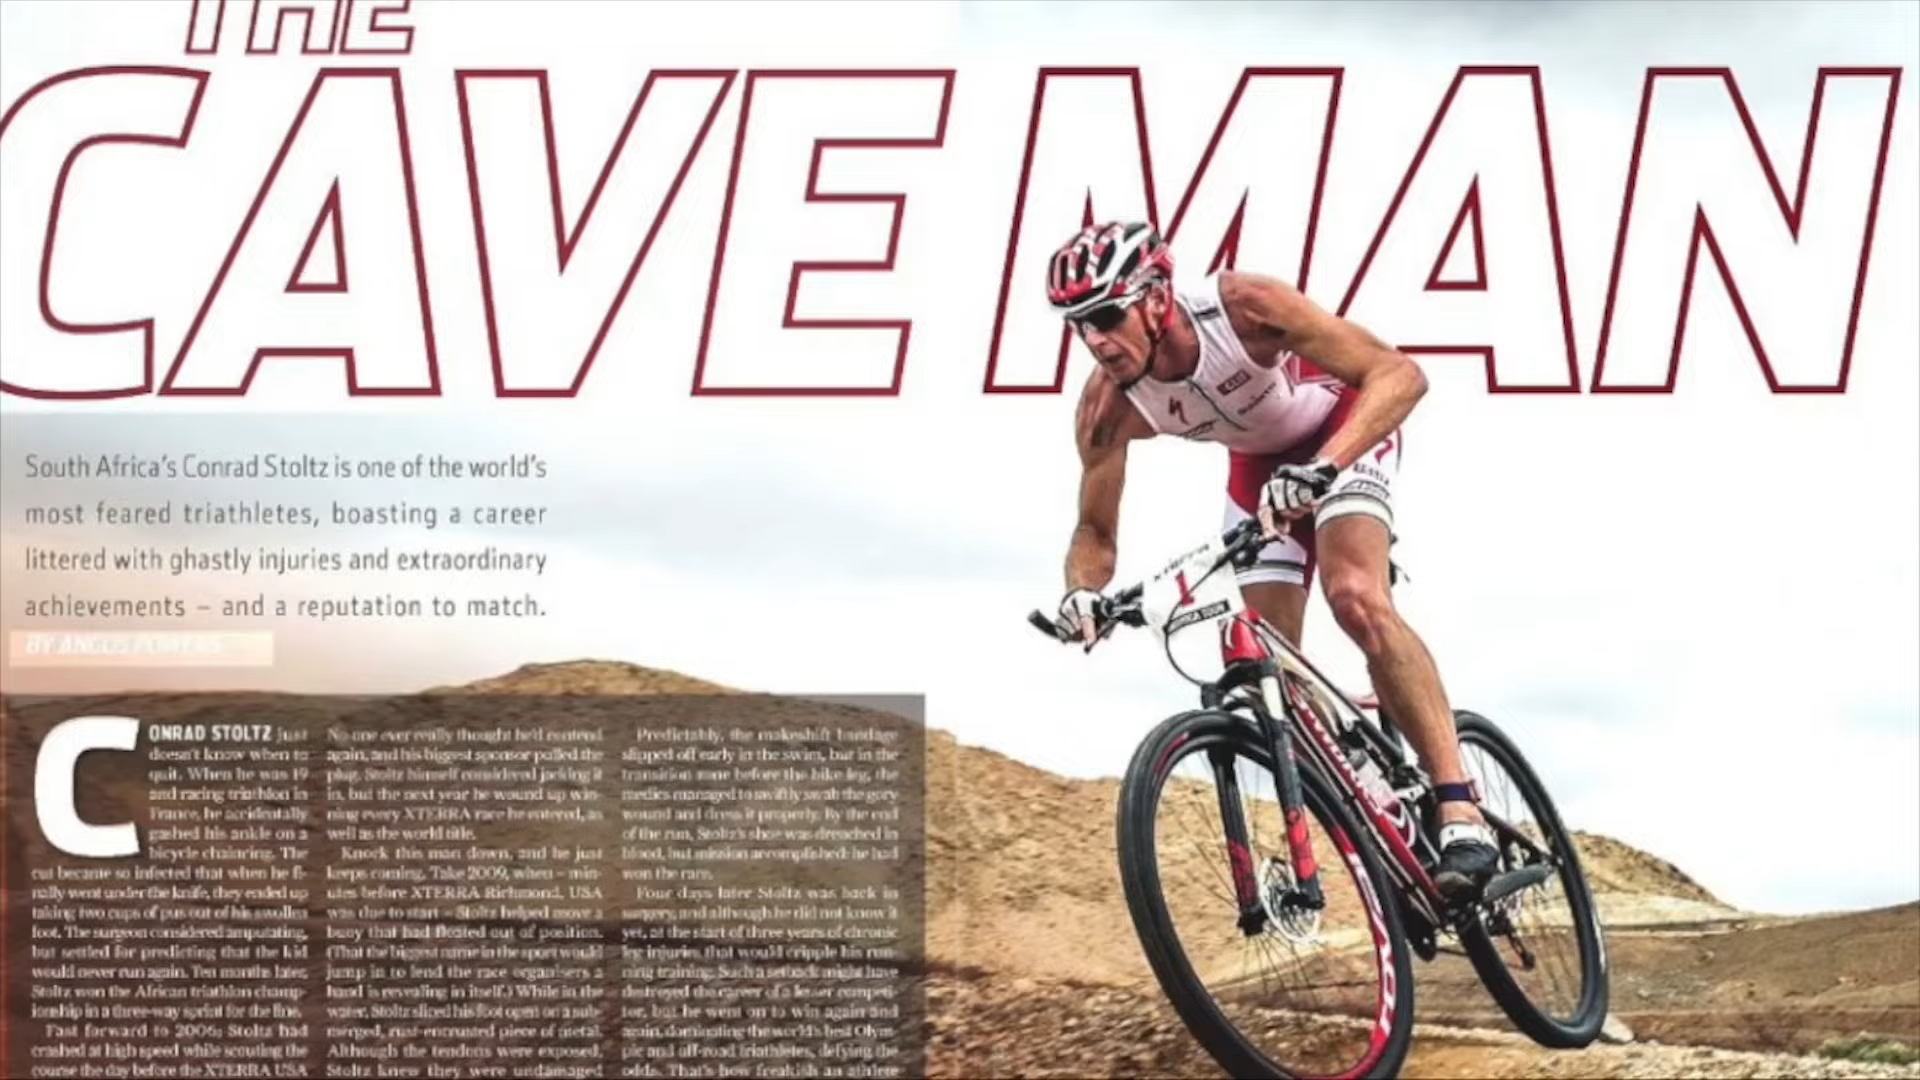 THE
CAVEMAN
South Africa's Conrad Stoltz is one of the world's
most feared triathletes, boasting a career
littered with ghastly injuries and extraordinary
achievements – and a reputation to match.
BY ANGUS POWERS
CONRAD STOLTZ just
doesn't know when to
quit. When he was 19
and racing triathlon in
France, he accidentally
gashed his ankle on a
bicycle chainring. The
cut became so infected that when he fi-
nally went under the knife, they ended up
taking two cups of pus out of his swollen
foot. The surgeon considered amputating,
but settled for predicting that the kid
would never run again. Ten months later,
Stoltz won the African triathlon champ-
ionship in a three-way sprint for the line.
Fast forward to 2006: Stoltz had
crashed at high speed while scouting the
course the day before the XTERRA USA
No-one ever really thought he'd contend
again, and his biggest sponsor pulled the
plug. Stoltz himself considered jacking it
in, but the next year he wound up win-
ning every XTERRA race he entered, as
well as the world title.
Knock this man down, and he just
keeps coming. Take 2009, when – min-
utes before XTERRA Richmond, USA
was due to start – Stoltz helped move a
buoy that had floated out of position.
(That the biggest name in the sport would
jump in to lend the race organisers a
hand is revealing in itself.) While in the
water, Stoltz sliced his foot open on a sub-
merged, rust-encrusted piece of metal.
Although the tendons were exposed,
Stoltz knew they were undamaged
Predictably, the makeshift bandage
slipped off early in the swim, but in the
transition zone before the bike leg, the
medics managed to swiftly swab the gory
wound and dress it properly. By the end
of the run, Stoltz's shoe was drenched in
blood, but mission accomplished: he had
won the race.
Four days later Stoltz was back in
surgery, and although he did not know it
yet, at the start of three years of chronic
leg injuries that would cripple his run-
ning training. Such a setback might have
destroyed the career of a lesser competi-
tor, but he went on to win again and
again, dominating the world's best Olym-
pic and off-road triathletes, defying the
odds. That's how freakish an athlete
XTERRA
1